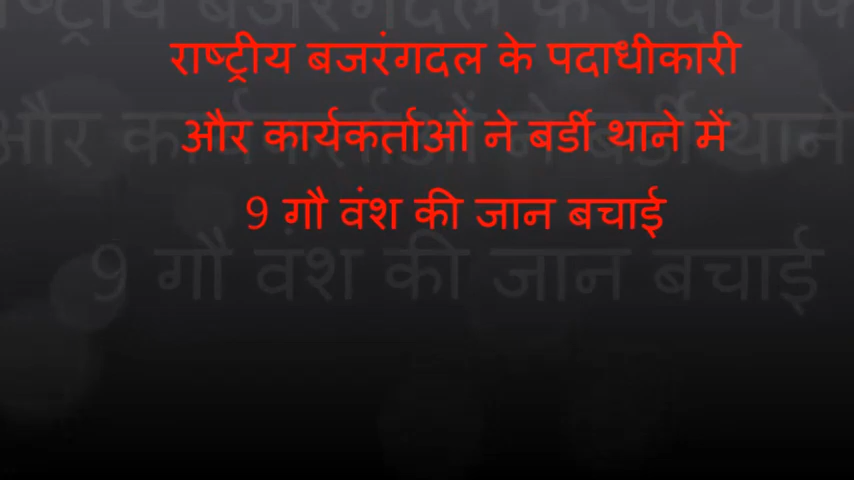 राष्ट्रीय बजरंगदल के पदाधीकारी
और कार्यकर्ताओं ने बर्डी थाने में
9 गौ वंश की जान बचाई